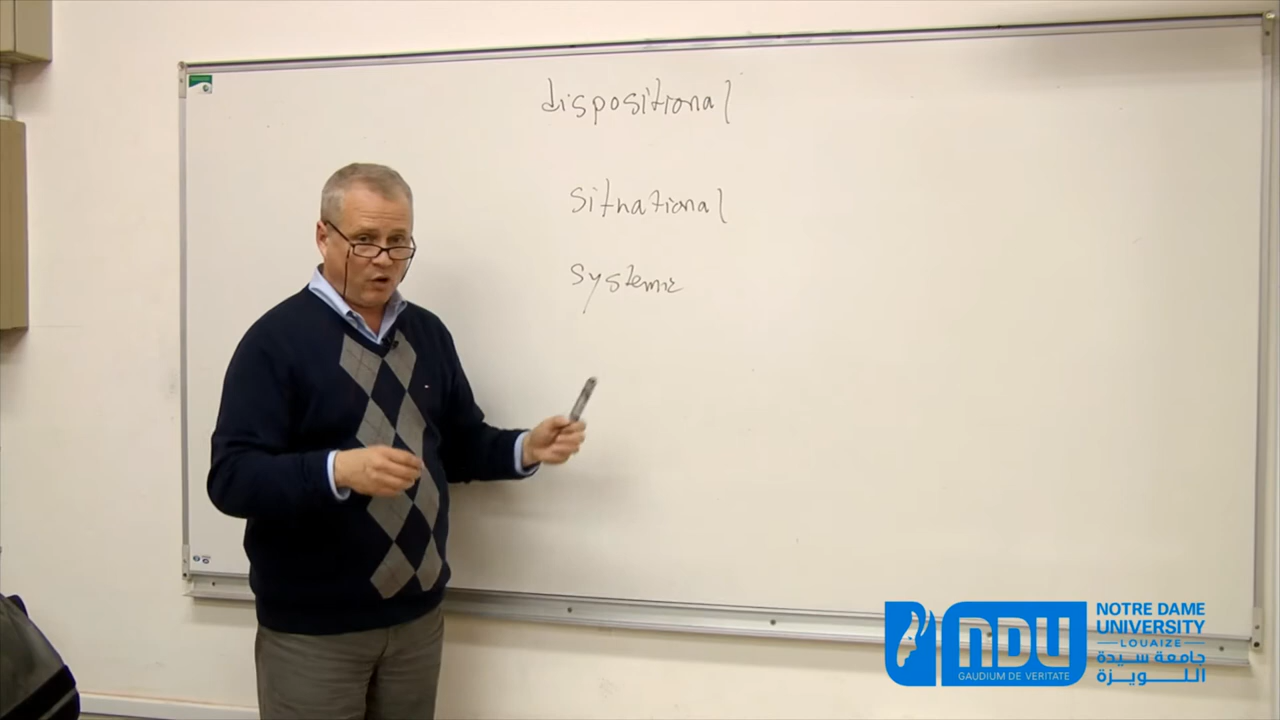 dispositional
situational
systemic
NDU
GAUDIUM DE VERITATE
NOTRE DAME
UNIVERSITY
LOUAIZE
جامعة سيدة
اللويزة